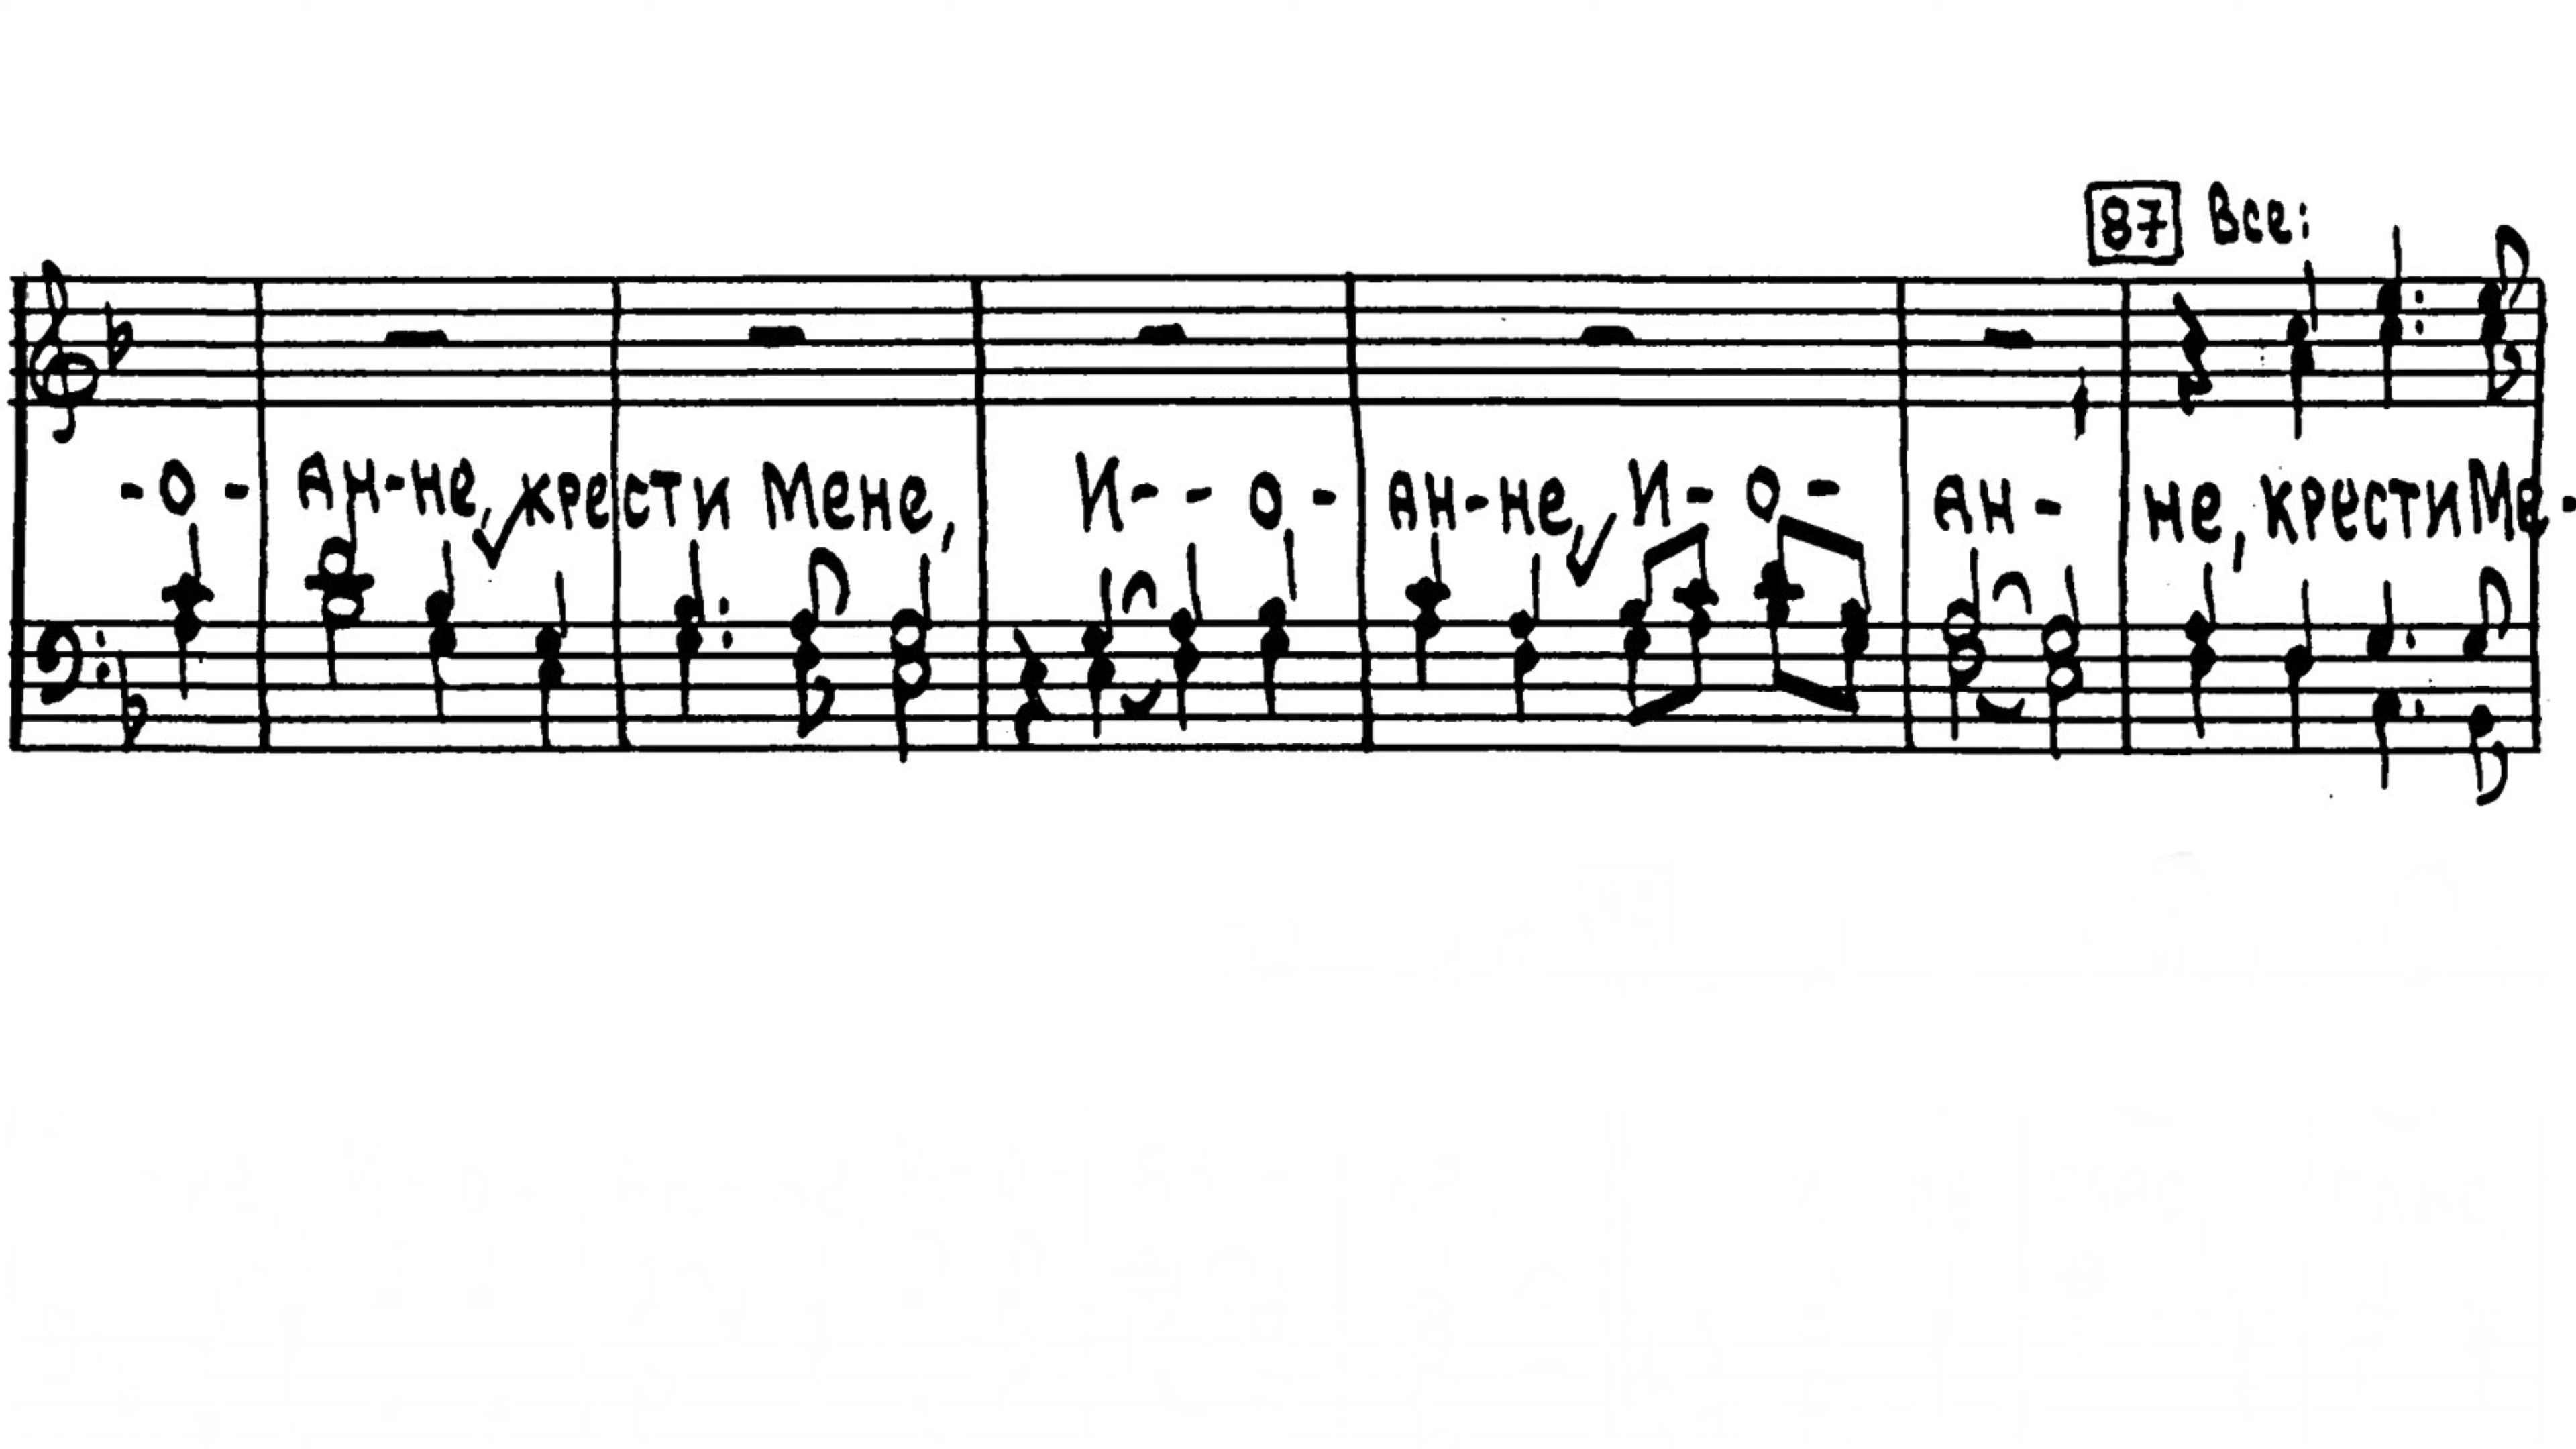 87 Все:
-о- Ан-не, крести Мене, И--о- ан-не, И-о- ан- не, крести Ме-